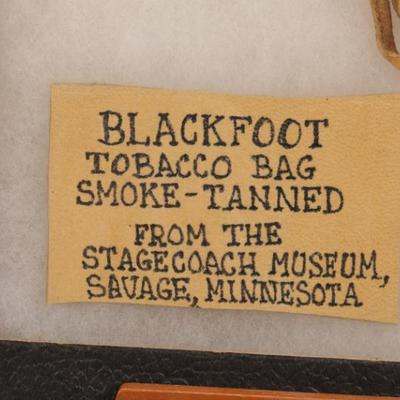 BLACKFOOT
TOBACCO BAG
SMOKE-TANNED
FROM THE
STAGECOACH MUSEUM,
SAVAGE, MINNESOTA